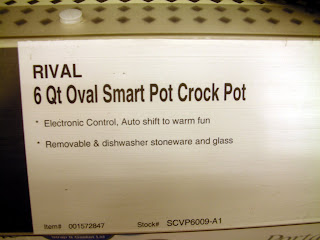 RIVAL
6 Qt Oval Smart Pot Crock Pot
* Electronic Control, Auto shift to warm fun
* Removable & dishwasher stoneware and glass
Item# 001572847 Stock# SCVP6009-A1